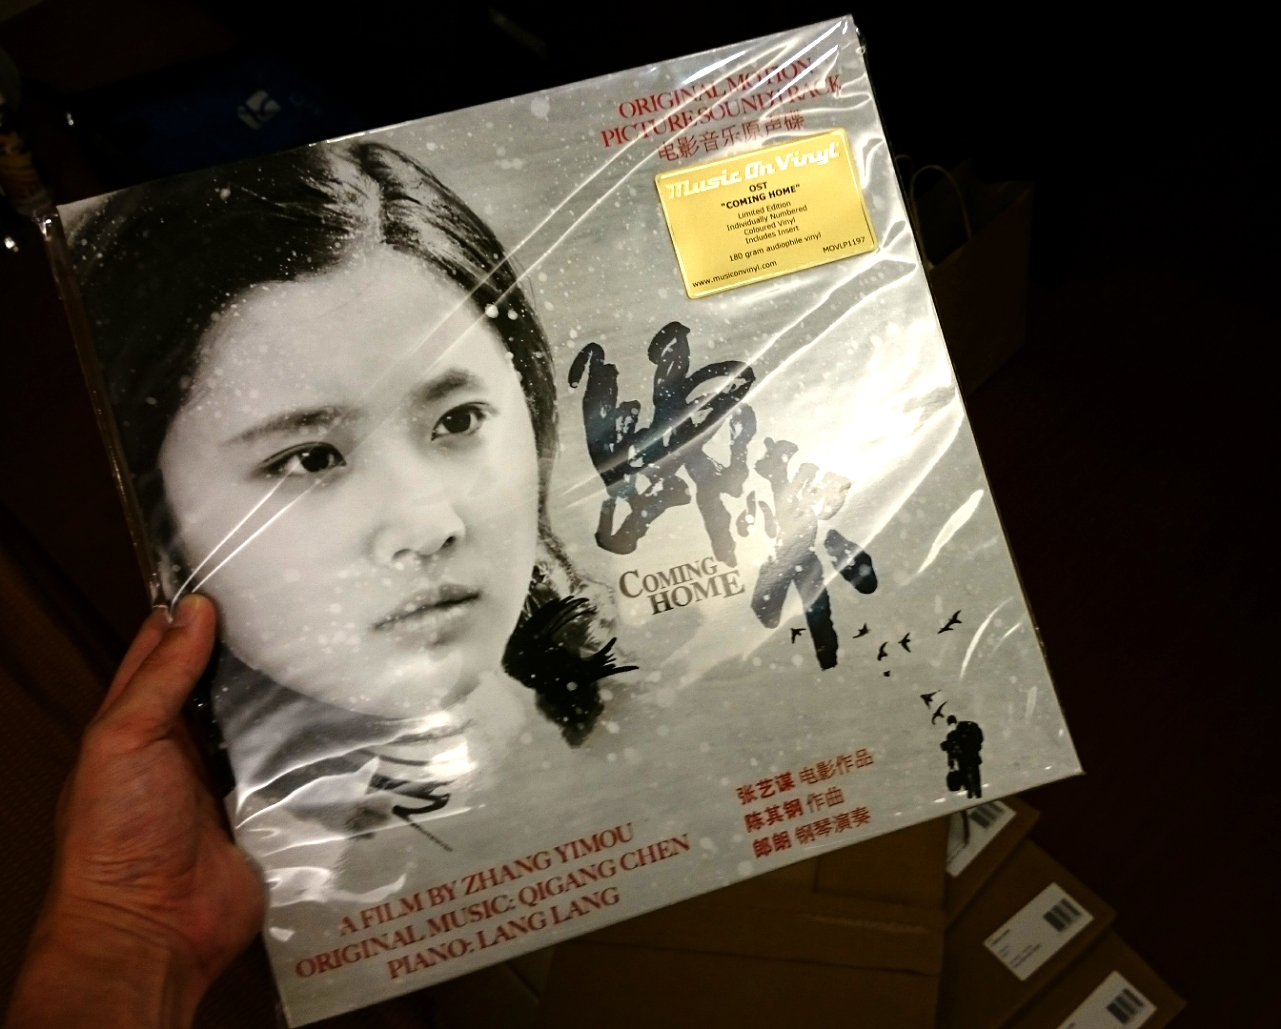 ORIGINAL MOTION
PICTURE SOUNDTRACK
电影音乐原声碟
Music On Vinyl
OST
"COMING HOME"
Limited Edition
Individually Numbered
Coloured Vinyl
Includes Insert
180 gram audiophile vinyl
www.musiconvinyl.com
MOVLP1197
歸来
COMING
HOME
张艺谋 电影作品
陈其钢 作曲
郎朗 钢琴演奏
A FILM BY ZHANG YIMOU
ORIGINAL MUSIC: QIGANG CHEN
PIANO: LANG LANG